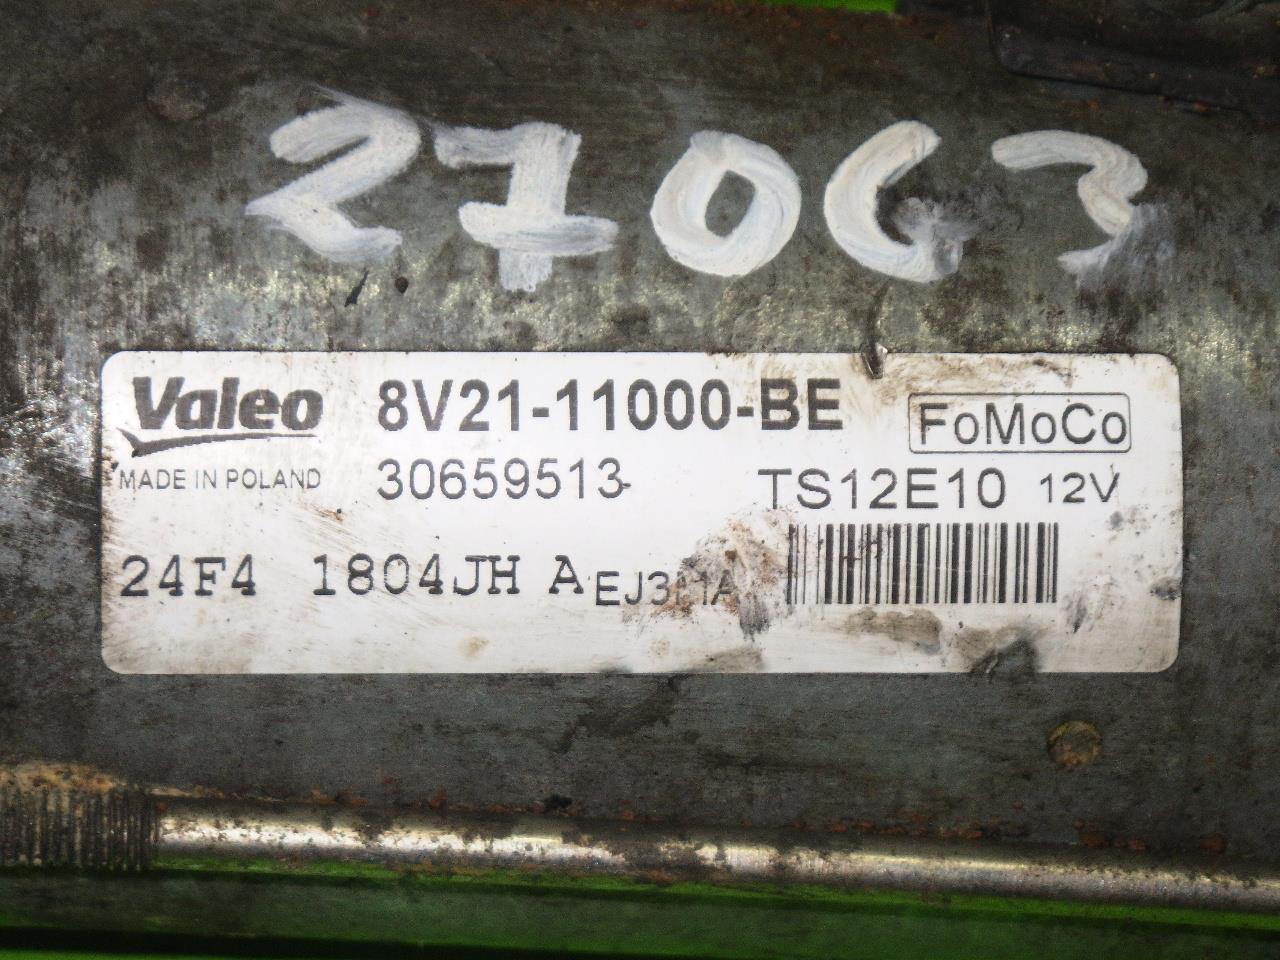 27063
Valeo 8V21-11000-BE FoMoCo
MADE IN POLAND 30659513 TS12E10 12V
24F4 1804JH A